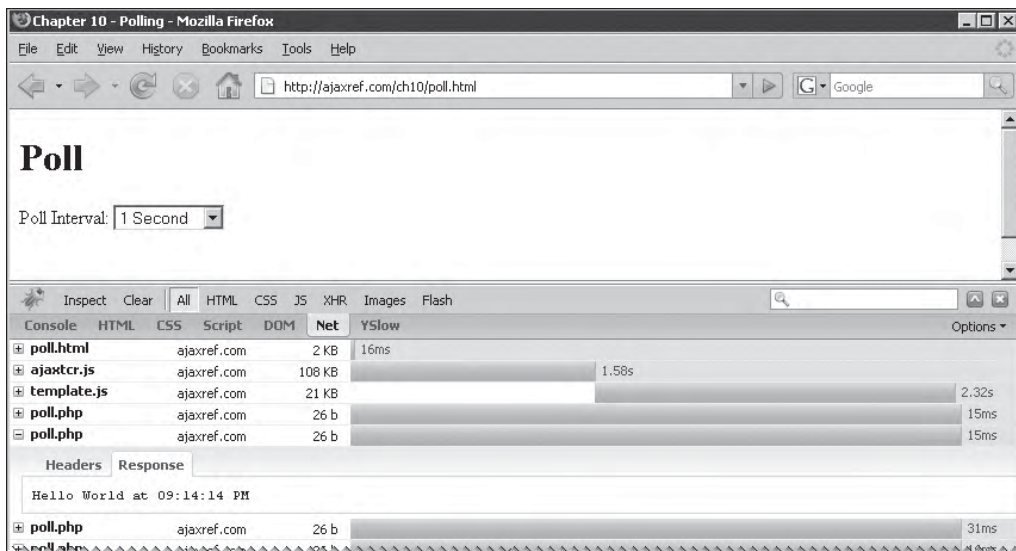 Chapter 10 - Polling - Mozilla Firefox
File Edit View History Bookmarks Tools Help
http://ajaxref.com/ch10/poll.html G Google
Poll
Poll Interval: 1 Second
Inspect Clear All HTML CSS JS XHR Images Flash
Console HTML CSS Script DOM Net YSlow Options
poll.html ajaxref.com 2 KB 16ms
ajaxtcr.js ajaxref.com 108 KB 1.58s
template.js ajaxref.com 21 KB 2.32s
poll.php ajaxref.com 26 b 15ms
poll.php ajaxref.com 26 b 15ms
Headers Response
Hello World at 09:14:14 PM
poll.php ajaxref.com 26 b 31ms